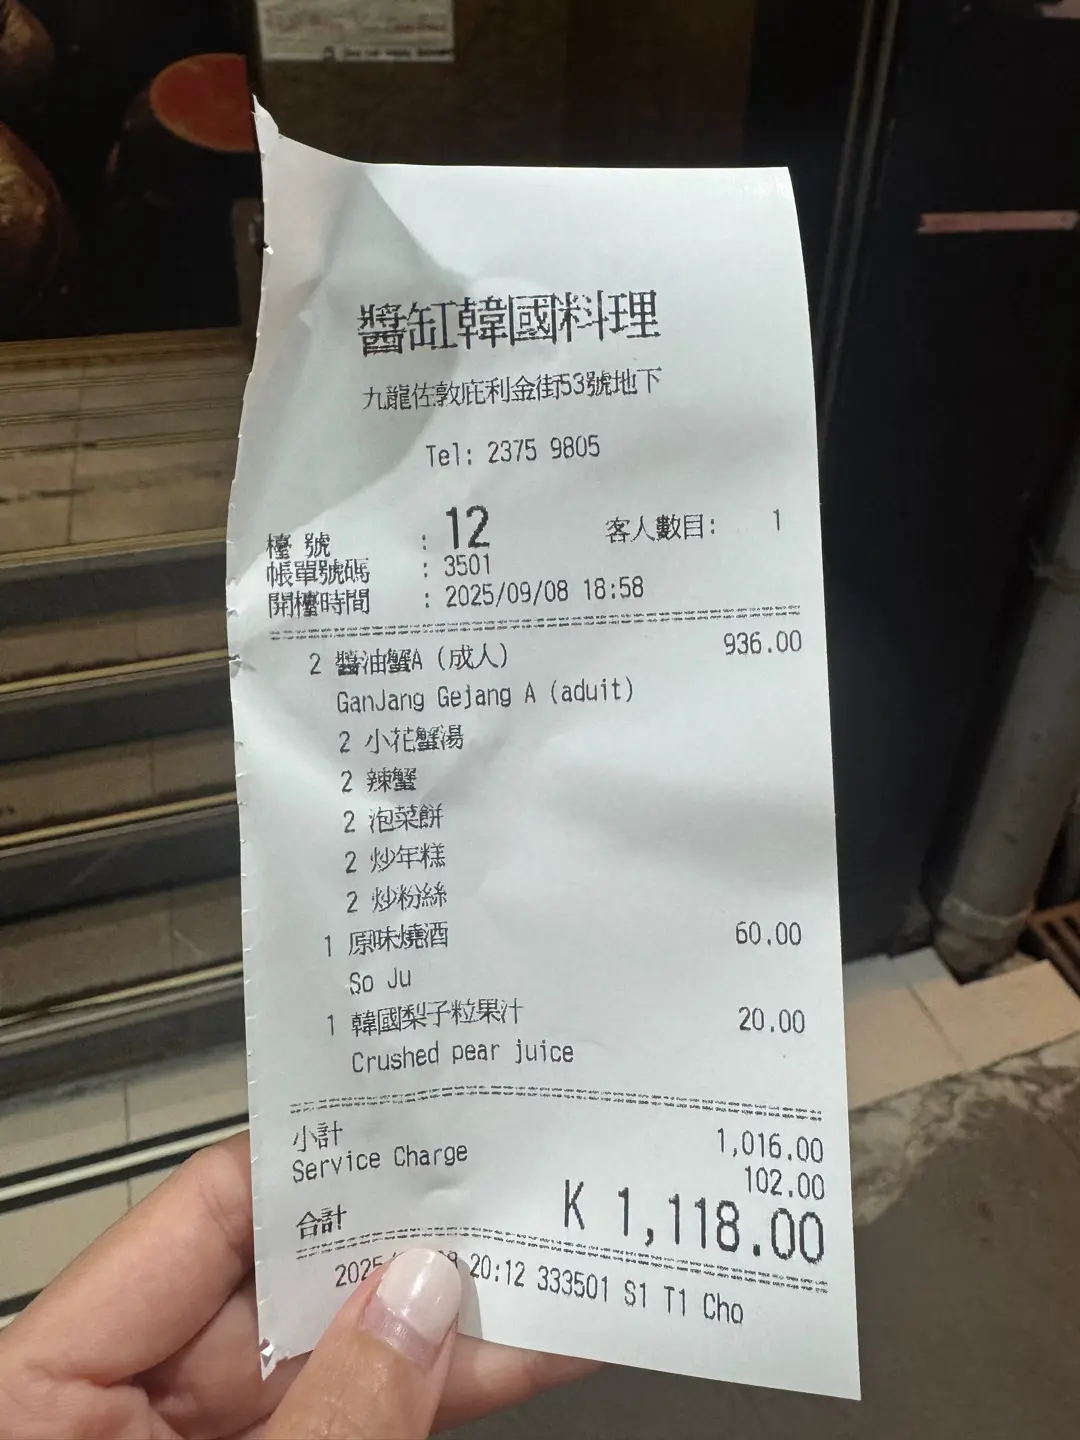 醬缸韓國料理
九龍佐敦庇利金街53號地下
Tel: 2375 9805
檯號 : 12 客人數目: 1
帳單號碼 : 3501
開檯時間 : 2025/09/08 18:58
2 醬油蟹A (成人) 936.00
GanJang Gejang A (aduit)
2 小花蟹湯
2 辣蟹
2 泡菜餅
2 炒年糕
2 炒粉絲
1 原味燒酒 60.00
So Ju
1 韓國梨子粒果汁 20.00
Crushed pear juice
小計 1,016.00
Service Charge 102.00
合計 K 1,118.00
20:12 333501 S1 T1 Cho